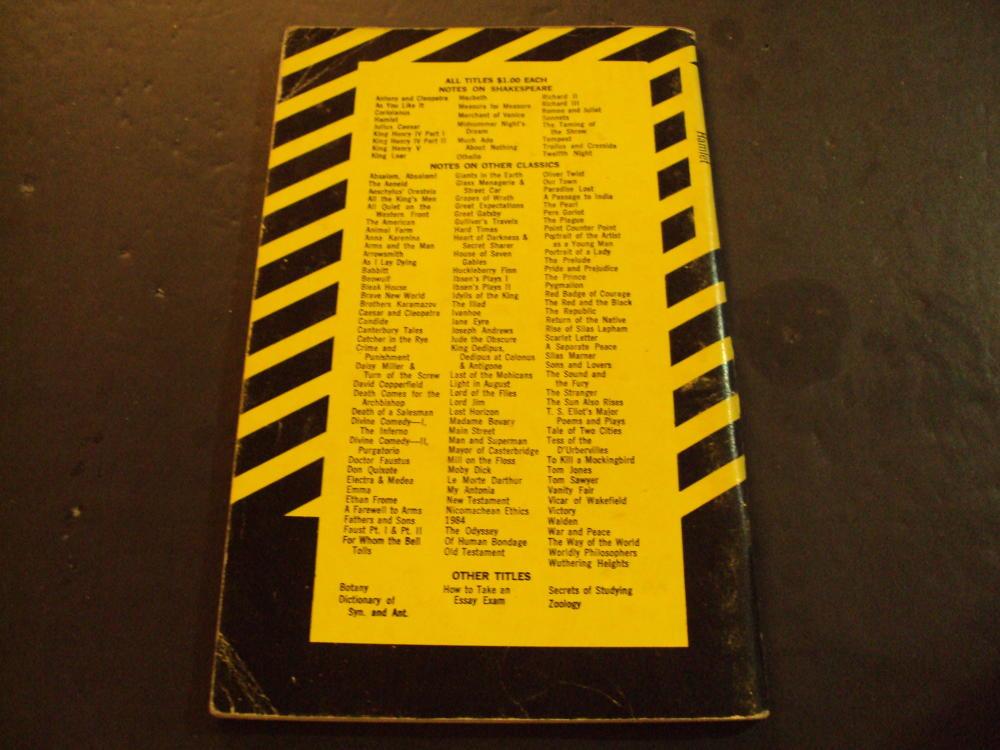 ALL TITLES $1.00 EACH
NOTES ON SHAKESPEARE
Antony and Cleopatra
As You Like It
Coriolanus
Hamlet
Julius Caesar
King Henry IV Part I
King Henry IV Part II
King Henry V
King Lear
Macbeth
Measure for Measure
Merchant of Venice
Midsummer Night's
Dream
Much Ado
About Nothing
Othello
Richard II
Richard III
Romeo and Juliet
Sonnets
The Taming of
the Shrew
Tempest
Troilus and Cressida
Twelfth Night
NOTES ON OTHER CLASSICS
Absalom, Absalom!
The Aeneid
Aeschylus' Oresteia
All the King's Men
All Quiet on the
Western Front
The American
Animal Farm
Anna Karenina
Arms and the Man
Arrowsmith
As I Lay Dying
Babbitt
Beowulf
Bleak House
Brave New World
Brothers Karamazov
Caesar and Cleopatra
Candide
Canterbury Tales
Catcher in the Rye
Crime and
Punishment
Daisy Miller &
Turn of the Screw
David Copperfield
Death Comes for the
Archbishop
Death of a Salesman
Divine Comedy—I,
The Inferno
Divine Comedy—II,
Purgatorio
Doctor Faustus
Don Quixote
Electra & Medea
Emma
Ethan Frome
A Farewell to Arms
Fathers and Sons
Faust Pt. I & Pt. II
For Whom the Bell
Tolls
Giants in the Earth
Glass Menagerie &
Street Car
Grapes of Wrath
Great Expectations
Great Gatsby
Gulliver's Travels
Hard Times
Heart of Darkness &
Secret Sharer
House of Seven
Gables
Huckleberry Finn
Ibsen's Plays I
Ibsen's Plays II
Idylls of the King
The Iliad
Ivanhoe
Jane Eyre
Joseph Andrews
Jude the Obscure
King Oedipus,
Oedipus at Colonus
& Antigone
Last of the Mohicans
Light in August
Lord of the Flies
Lord Jim
Lost Horizon
Madame Bovary
Main Street
Man and Superman
Mayor of Casterbridge
Mill on the Floss
Moby Dick
Le Morte Darthur
My Antonia
New Testament
Nicomachean Ethics
1984
The Odyssey
Of Human Bondage
Old Testament
Oliver Twist
Our Town
Paradise Lost
A Passage to India
The Pearl
Pere Goriot
The Plague
Point Counter Point
Portrait of the Artist
as a Young Man
Portrait of a Lady
The Prelude
Pride and Prejudice
The Prince
Pygmalion
Red Badge of Courage
The Red and the Black
The Republic
Return of the Native
Rise of Silas Lapham
Scarlet Letter
A Separate Peace
Silas Marner
Sons and Lovers
The Sound and
the Fury
The Stranger
The Sun Also Rises
T. S. Eliot's Major
Poems and Plays
Tale of Two Cities
Tess of the
D'Urbervilles
To Kill a Mockingbird
Tom Jones
Tom Sawyer
Vanity Fair
Vicar of Wakefield
Victory
Walden
War and Peace
The Way of the World
Worldly Philosophers
Wuthering Heights
OTHER TITLES
Botany
Dictionary of
Syn. and Ant.
How to Take an
Essay Exam
Secrets of Studying
Zoology
Hamlet